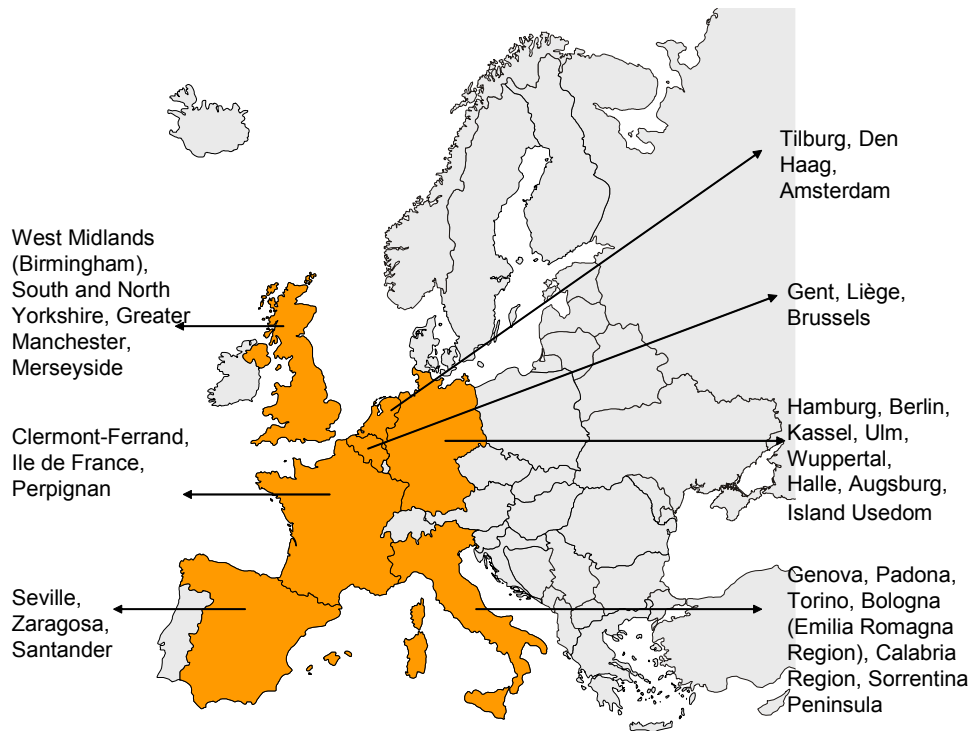 Tilburg, Den
Haag,
Amsterdam
West Midlands
(Birmingham),
South and North
Yorkshire, Greater
Manchester,
Merseyside
Gent, Liège,
Brussels
Hamburg, Berlin,
Kassel, Ulm,
Wuppertal,
Halle, Augsburg,
Island Usedom
Clermont-Ferrand,
Ile de France,
Perpignan
Seville,
Zaragosa,
Santander
Genova, Padona,
Torino, Bologna
(Emilia Romagna
Region), Calabria
Region, Sorrentina
Peninsula